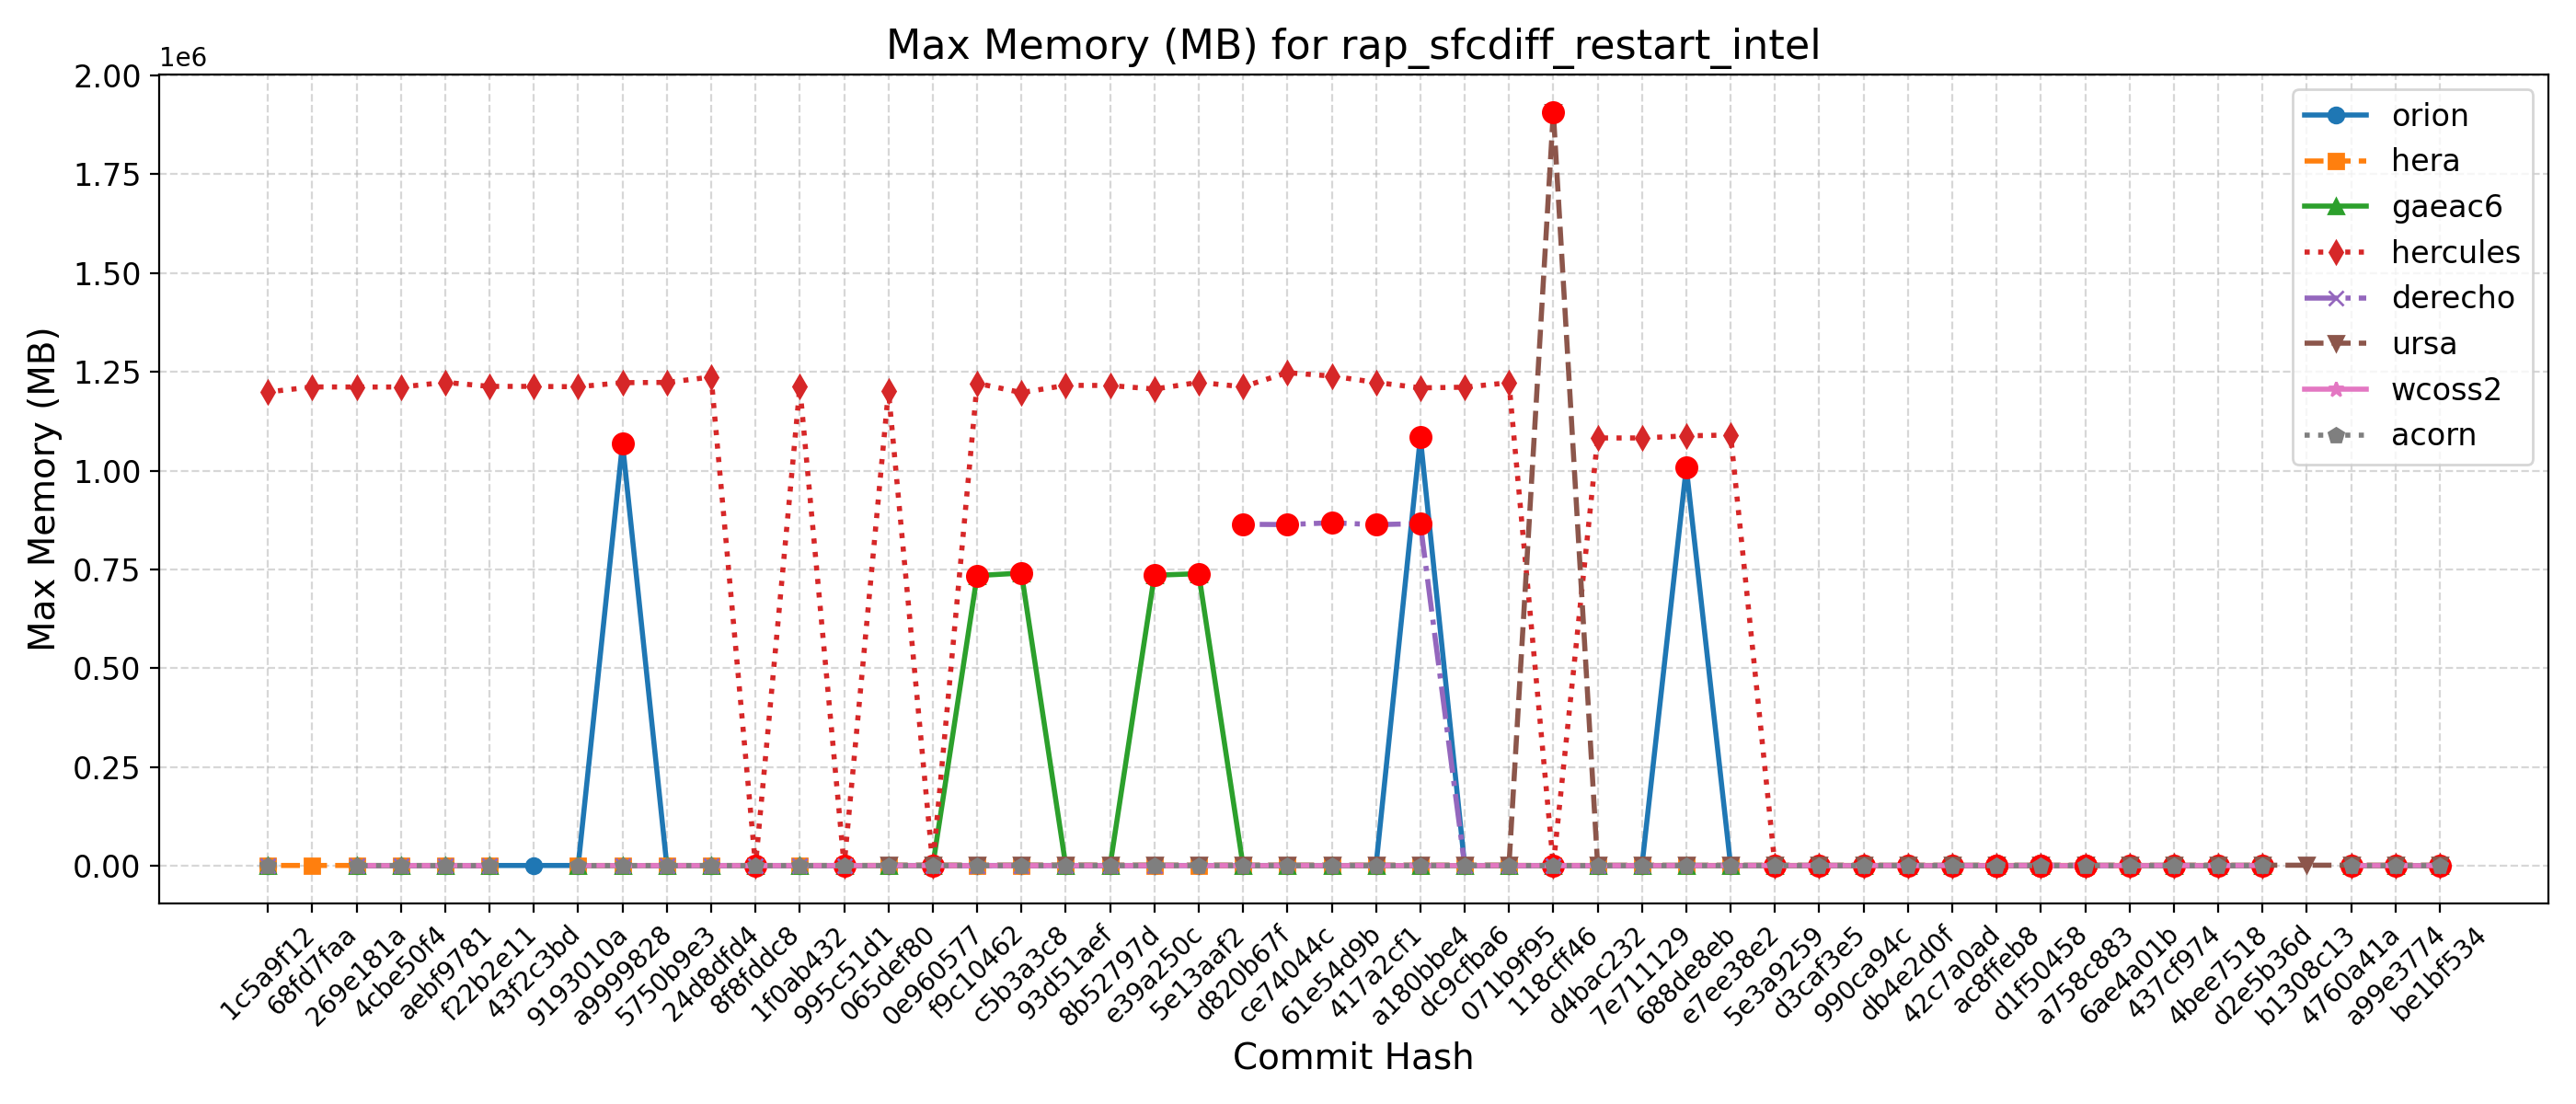 Max Memory (MB) for rap_sfcdiff_restart_intel
1e6
2.00
1.75
1.50
1.25
1.00
0.75
0.50
0.25
0.00
Max Memory (MB)
orion
hera
gaeac6
hercules
derecho
ursa
wcoss2
acorn
1c5a9f12
68fd7faa
269e181a
4cbe50f4
aebf9781
f22b2e11
43f2c3bd
9193010a
a9999828
5750b9e3
24d8dfd4
8f8fddc8
1f0ab432
995c51d1
065def80
0e960577
f9c10462
c5b3a3c8
93d51aef
8b52797d
e39a250c
5e13aaf2
d820b67f
ce74044c
61e54d9b
417a2cf1
a180bbe4
dc9cfba6
071b9f95
118cff46
d4bac232
7e711129
688de8eb
e7ee38e2
5e3a9259
d3caf3e5
990ca94c
db4e2d0f
42c7a0ad
ac8ffeb8
d1f50458
a758c883
6ae4a01b
437cf974
4bee7518
d2e5b36d
b1308c13
4760a41a
a99e3774
be1bf534
Commit Hash